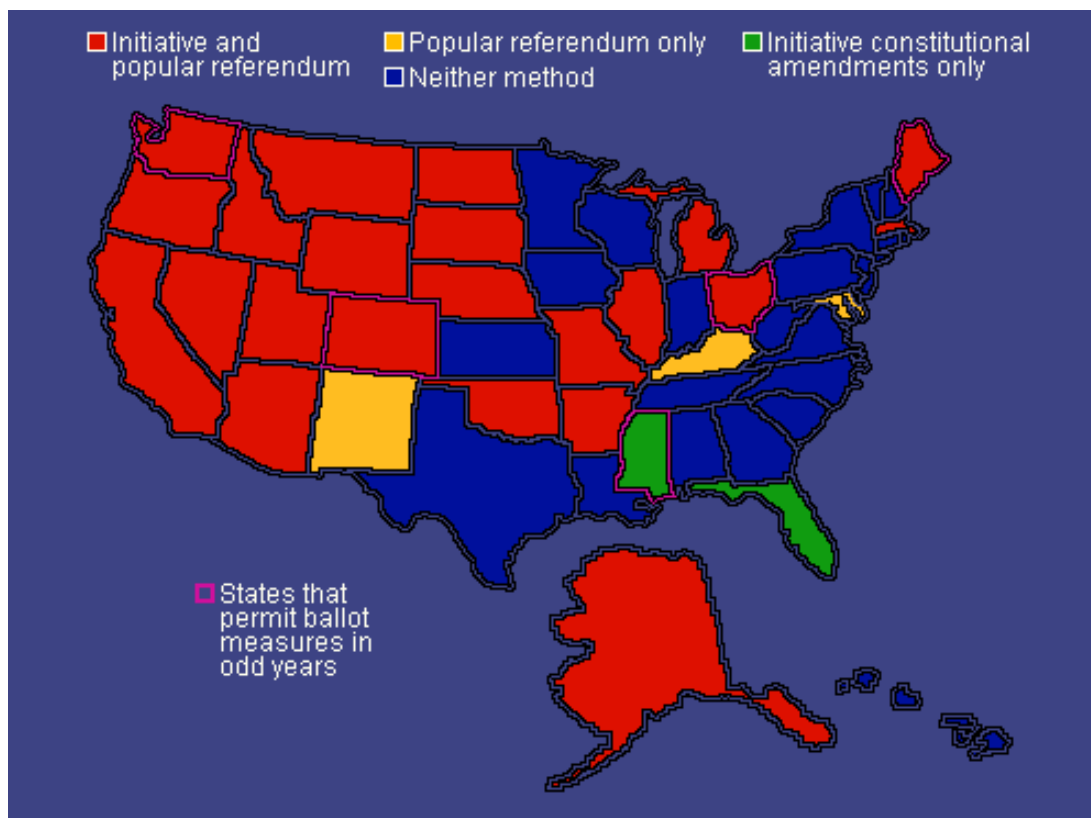 Initiative and
popular referendum
Popular referendum only
Neither method
Initiative constitutional
amendments only
States that
permit ballot
measures in
odd years